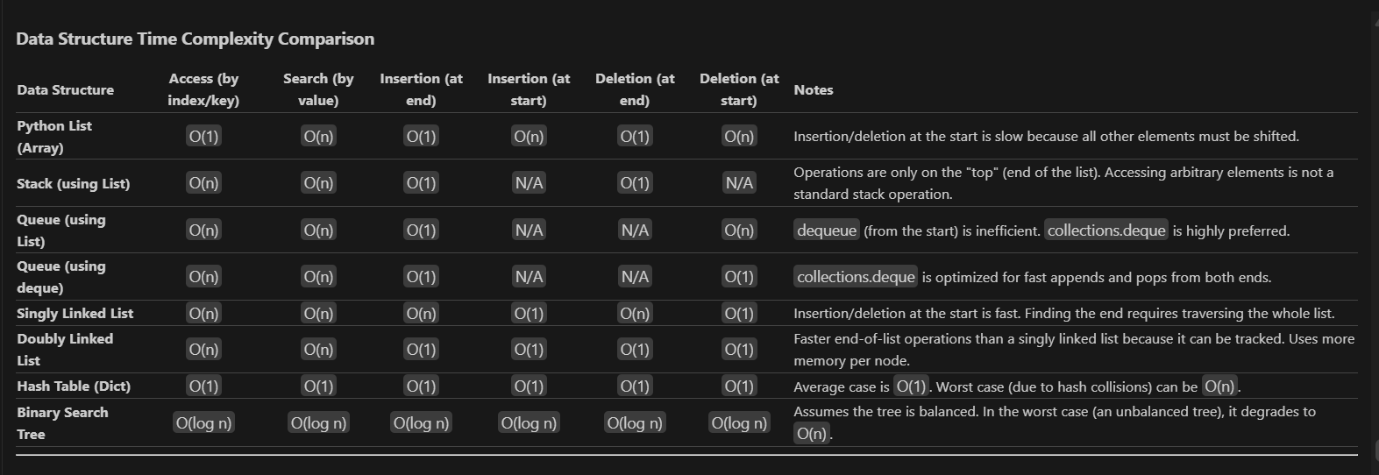 Data Structure Time Complexity Comparison
Data Structure | Access (by index/key) | Search (by value) | Insertion (at end) | Insertion (at start) | Deletion (at end) | Deletion (at start) | Notes
Python List (Array) | O(1) | O(n) | O(1) | O(n) | O(1) | O(n) | Insertion/deletion at the start is slow because all other elements must be shifted.
Stack (using List) | O(n) | O(n) | O(1) | N/A | O(1) | N/A | Operations are only on the "top" (end of the list). Accessing arbitrary elements is not a standard stack operation.
Queue (using List) | O(n) | O(n) | O(1) | N/A | N/A | O(n) | dequeue (from the start) is inefficient. collections.deque is highly preferred.
Queue (using deque) | O(n) | O(n) | O(1) | N/A | N/A | O(1) | collections.deque is optimized for fast appends and pops from both ends.
Singly Linked List | O(n) | O(n) | O(n) | O(1) | O(n) | O(1) | Insertion/deletion at the start is fast. Finding the end requires traversing the whole list.
Doubly Linked List | O(n) | O(n) | O(1) | O(1) | O(1) | O(1) | Faster end-of-list operations than a singly linked list because it can be tracked. Uses more memory per node.
Hash Table (Dict) | O(1) | O(1) | O(1) | O(1) | O(1) | O(1) | Average case is O(1). Worst case (due to hash collisions) can be O(n).
Binary Search Tree | O(log n) | O(log n) | O(log n) | O(log n) | O(log n) | O(log n) | Assumes the tree is balanced. In the worst case (an unbalanced tree), it degrades to O(n).